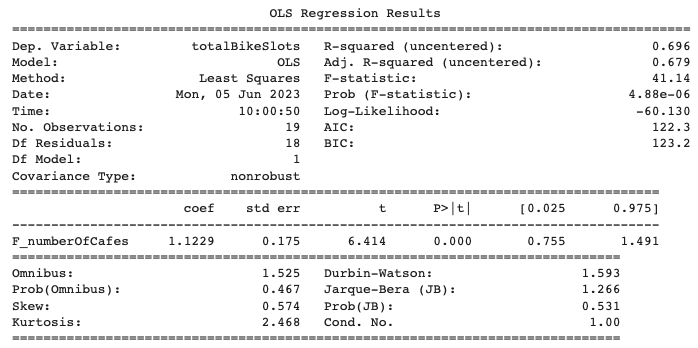 OLS Regression Results
==============================================================================
Dep. Variable: totalBikeSlots R-squared (uncentered): 0.696
Model: OLS Adj. R-squared (uncentered): 0.679
Method: Least Squares F-statistic: 41.14
Date: Mon, 05 Jun 2023 Prob (F-statistic): 4.88e-06
Time: 10:00:50 Log-Likelihood: -60.130
No. Observations: 19 AIC: 122.3
Df Residuals: 18 BIC: 123.2
Df Model: 1
Covariance Type: nonrobust
==============================================================================
coef std err t P>|t| [0.025 0.975]
------------------------------------------------------------------------------
F_numberOfCafes 1.1229 0.175 6.414 0.000 0.755 1.491
==============================================================================
Omnibus: 1.525 Durbin-Watson: 1.593
Prob(Omnibus): 0.467 Jarque-Bera (JB): 1.266
Skew: 0.574 Prob(JB): 0.531
Kurtosis: 2.468 Cond. No. 1.00
==============================================================================